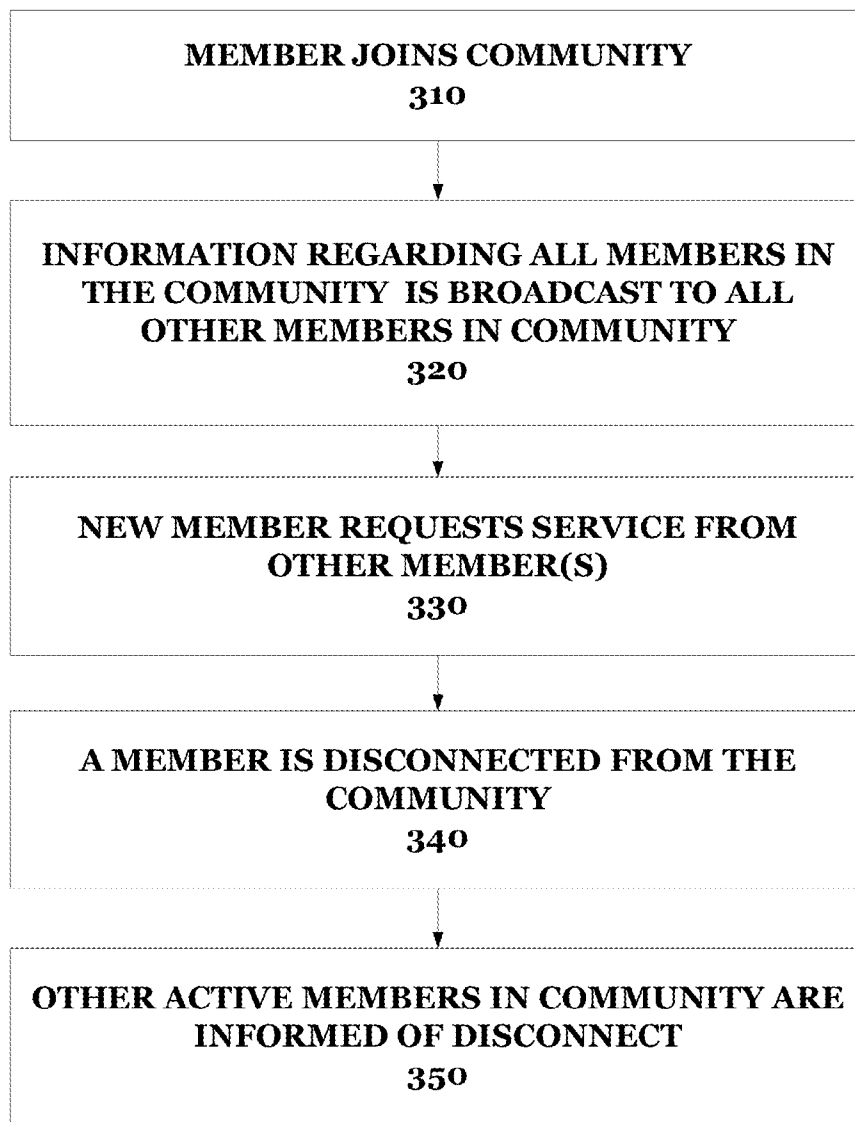 MEMBER JOINS COMMUNITY
310
INFORMATION REGARDING ALL MEMBERS IN
THE COMMUNITY IS BROADCAST TO ALL
OTHER MEMBERS IN COMMUNITY
320
NEW MEMBER REQUESTS SERVICE FROM
OTHER MEMBER(S)
330
A MEMBER IS DISCONNECTED FROM THE
COMMUNITY
340
OTHER ACTIVE MEMBERS IN COMMUNITY ARE
INFORMED OF DISCONNECT
350